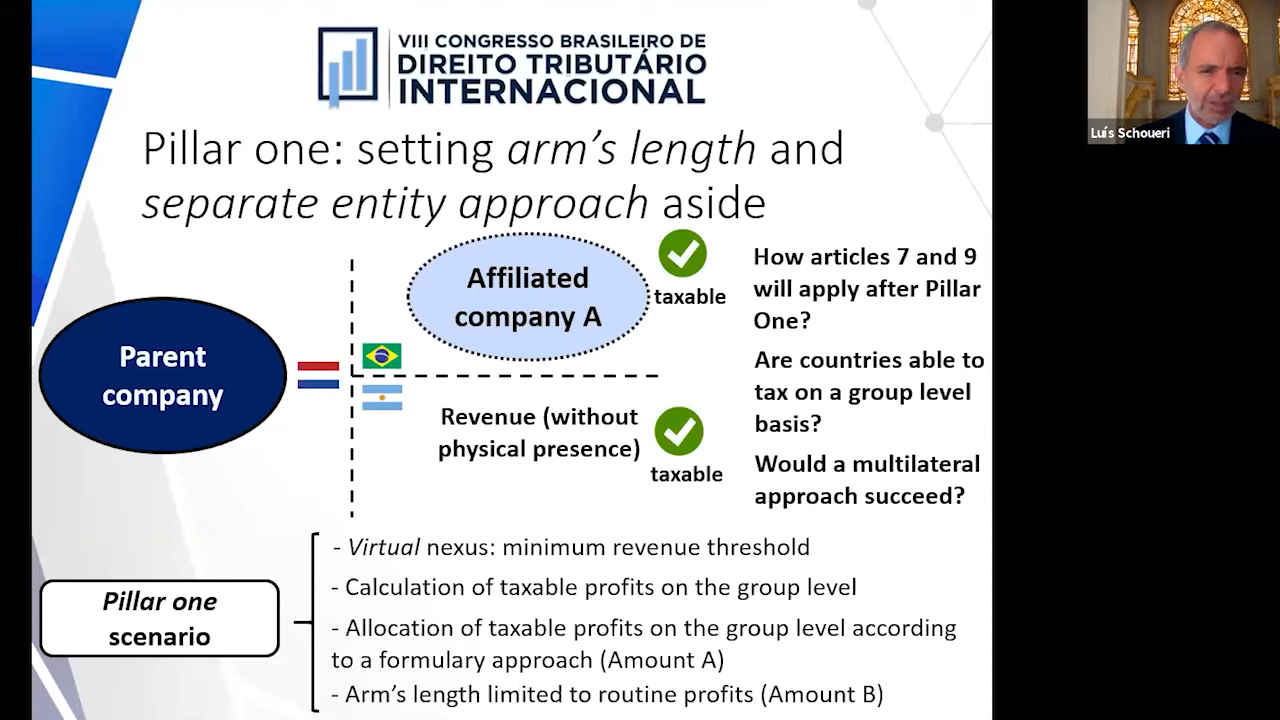 VIII CONGRESSO BRASILEIRO DE
DIREITO TRIBUTÁRIO
INTERNACIONAL
Luís Schoueri
Pillar one: setting arm's length and
separate entity approach aside
Affiliated
company A
taxable
How articles 7 and 9
will apply after Pillar
One?
Parent
company
Are countries able to
tax on a group level
basis?
Revenue (without
physical presence)
taxable
Would a multilateral
approach succeed?
Pillar one
scenario
- Virtual nexus: minimum revenue threshold
- Calculation of taxable profits on the group level
- Allocation of taxable profits on the group level according
to a formulary approach (Amount A)
- Arm's length limited to routine profits (Amount B)